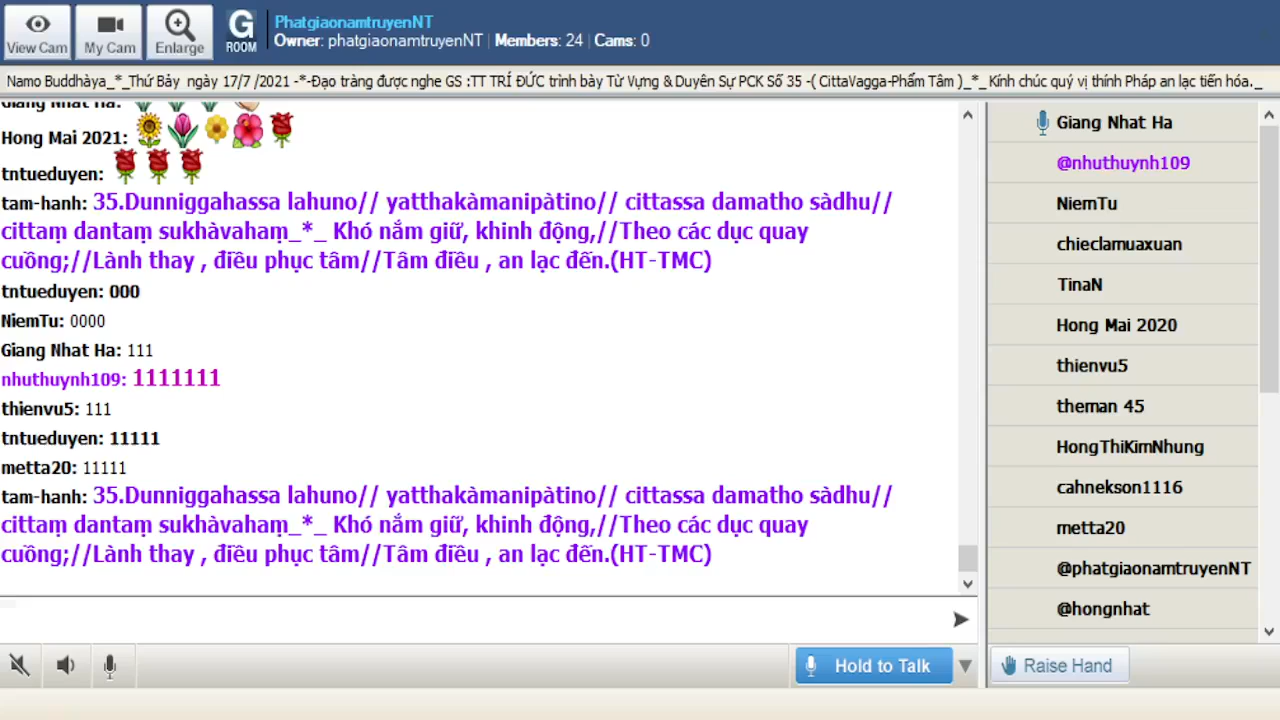 View Cam
My Cam
Enlarge
G
ROOM
PhatgiaonamtruyenNT
Owner: phatgiaonamtruyenNT | Members: 24 | Cams: 0
Namo Buddhàya_*_Thứ Bảy ngày 17/7 /2021 -*-Đạo tràng được nghe GS :TT TRÍ ĐỨC trình bày Từ Vựng & Duyên Sự PCK Số 35 -( CittaVagga-Phẩm Tâm )_*_Kính chúc quý vị thính Pháp an lạc tiến hóa._
Giang Nhat Ha:
Hong Mai 2021:
tntueduyen:
tam-hanh: 35.Dunniggahassa lahuno// yatthakàmanipàtino// cittassa damatho sàdhu//
cittaṃ dantaṃ sukhàvahaṃ_*_ Khó nắm giữ, khinh động,//Theo các dục quay
cuồng;//Lành thay , điều phục tâm//Tâm điều , an lạc đến.(HT-TMC)
tntueduyen: 000
NiemTu: 0000
Giang Nhat Ha: 111
nhuthuynh109: 1111111
thienvu5: 111
tntueduyen: 11111
metta20: 11111
tam-hanh: 35.Dunniggahassa lahuno// yatthakàmanipàtino// cittassa damatho sàdhu//
cittaṃ dantaṃ sukhàvahaṃ_*_ Khó nắm giữ, khinh động,//Theo các dục quay
cuồng;//Lành thay , điều phục tâm//Tâm điều , an lạc đến.(HT-TMC)
Hold to Talk
Giang Nhat Ha
@nhuthuynh109
NiemTu
chieclamuaxuan
TinaN
Hong Mai 2020
thienvu5
theman 45
HongThiKimNhung
cahnekson1116
metta20
@phatgiaonamtruyenNT
@hongnhat
Raise Hand